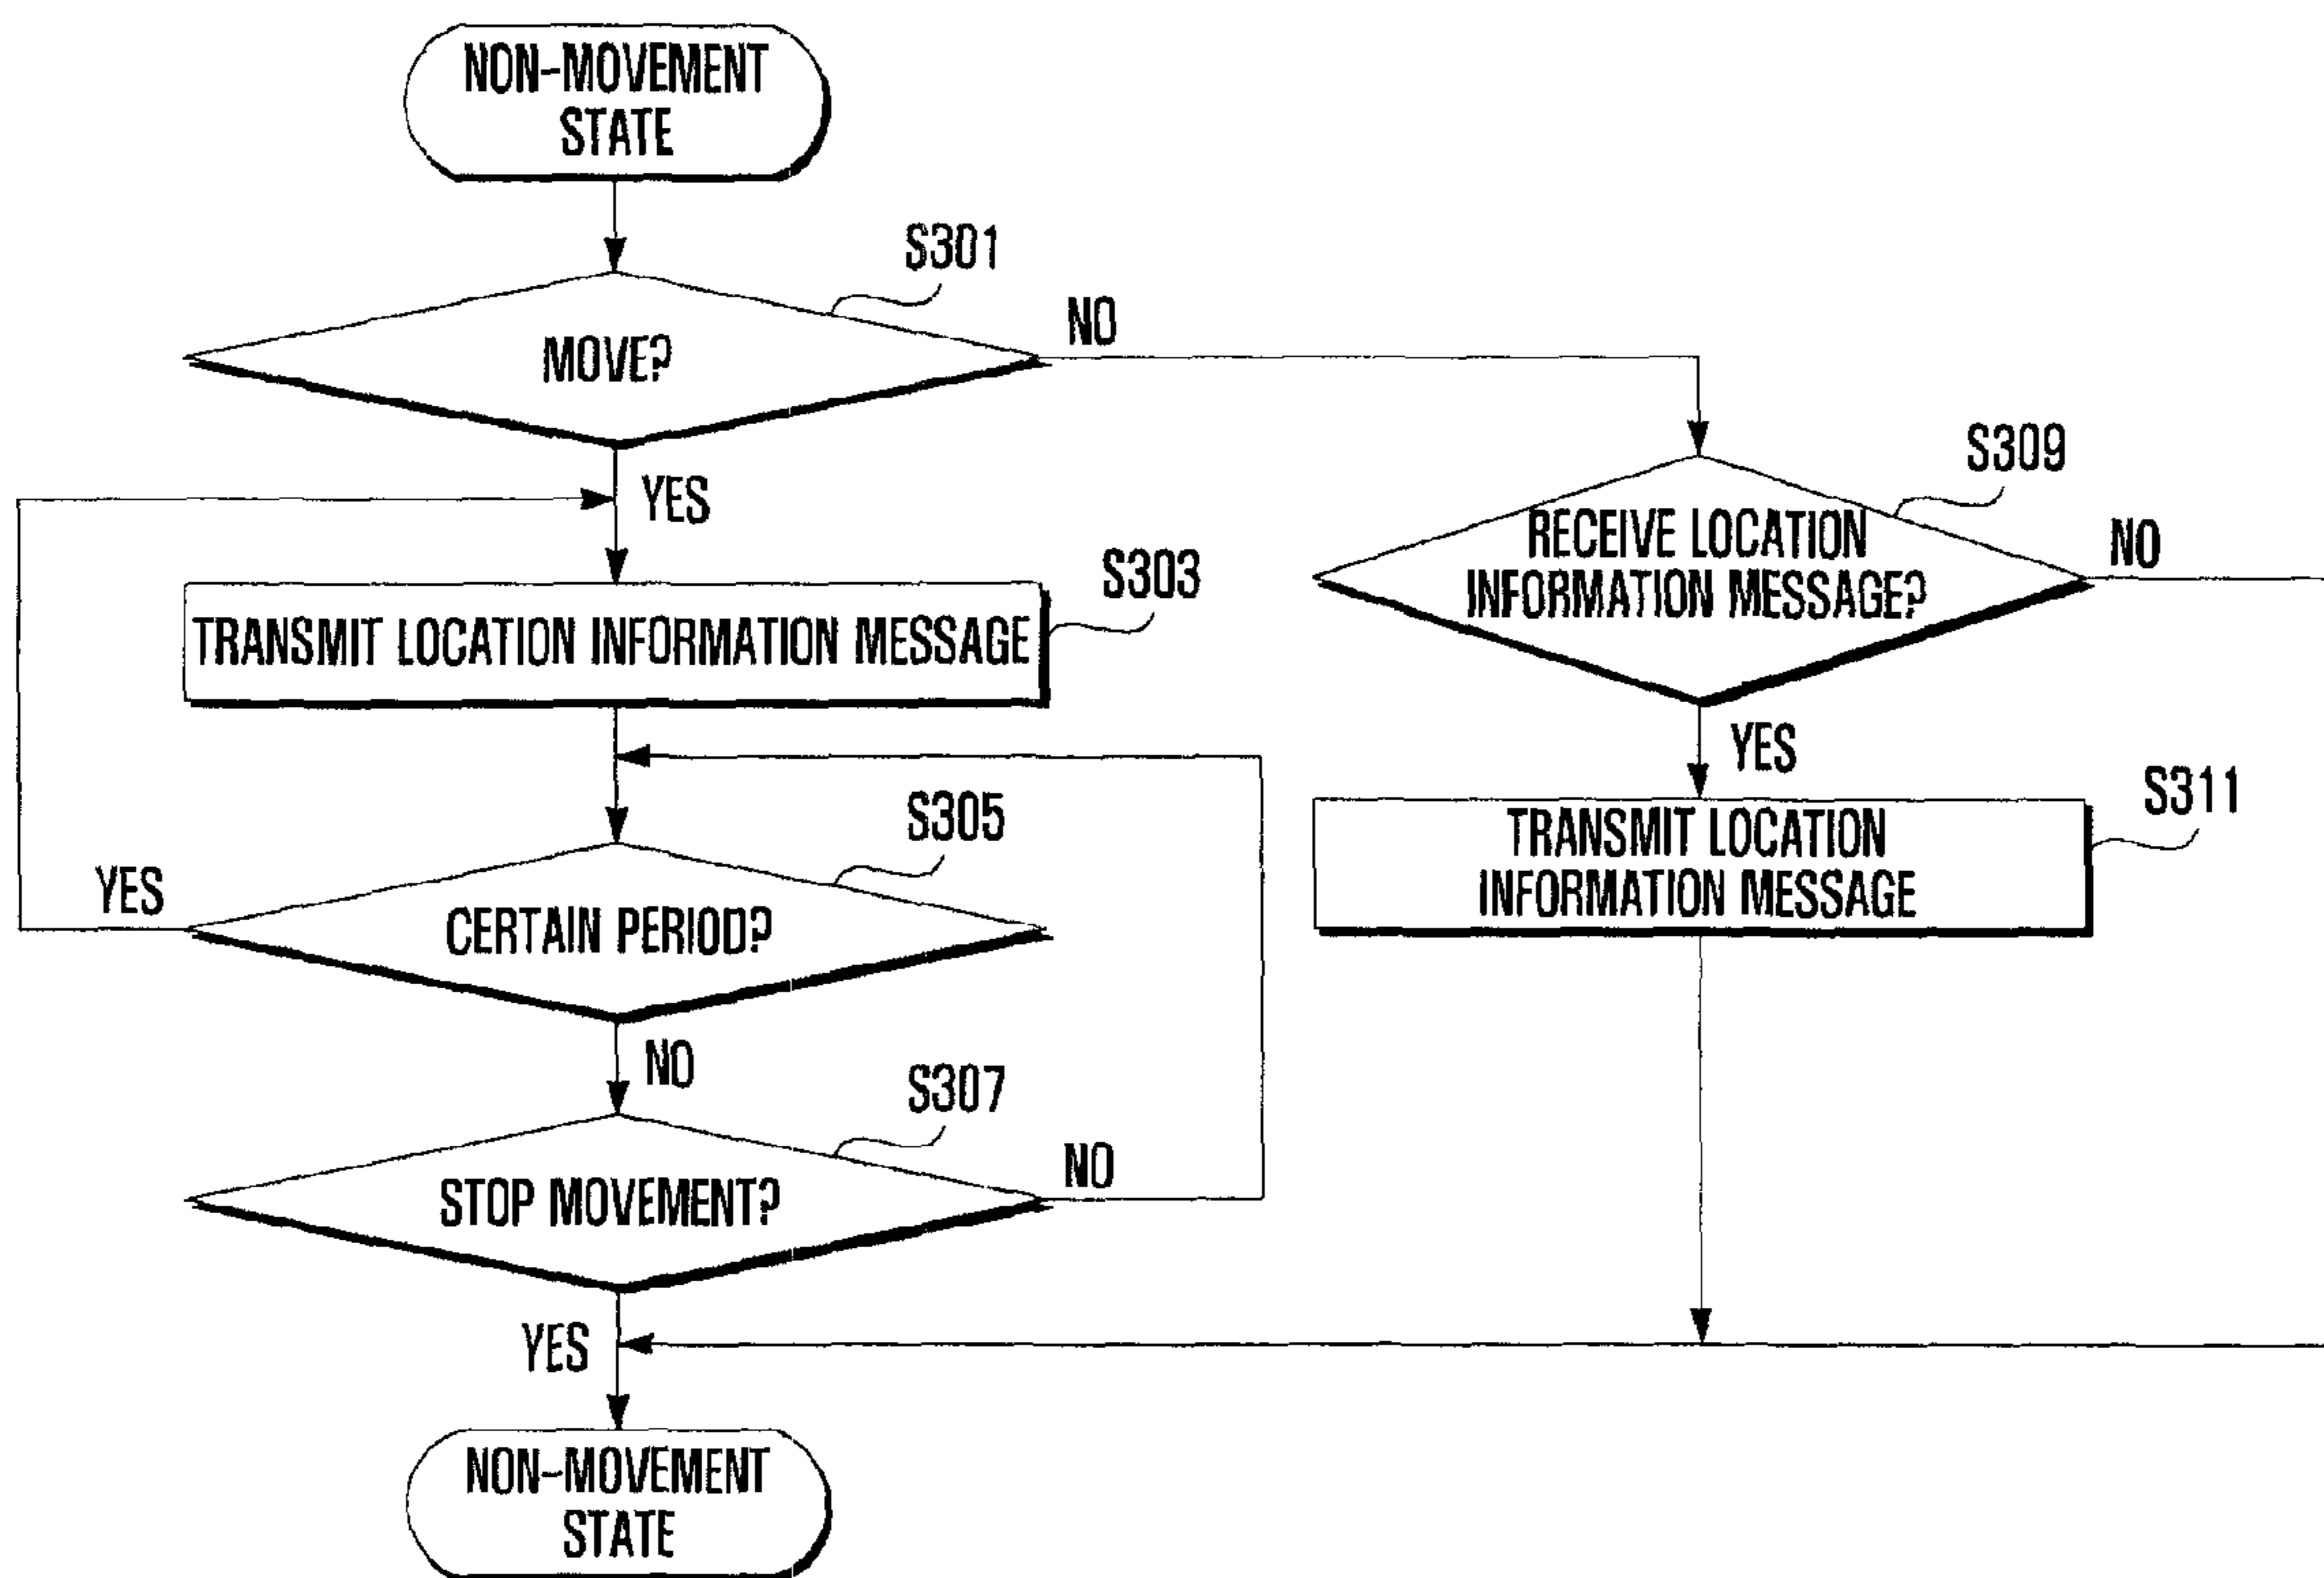 NON-MOVEMENT
STATE
S301
MOVE?
NO
YES
S303
TRANSMIT LOCATION INFORMATION MESSAGE
S305
CERTAIN PERIOD?
YES
NO
S307
STOP MOVEMENT?
NO
YES
NON-MOVEMENT
STATE
S309
RECEIVE LOCATION
INFORMATION MESSAGE?
NO
YES
S311
TRANSMIT LOCATION
INFORMATION MESSAGE